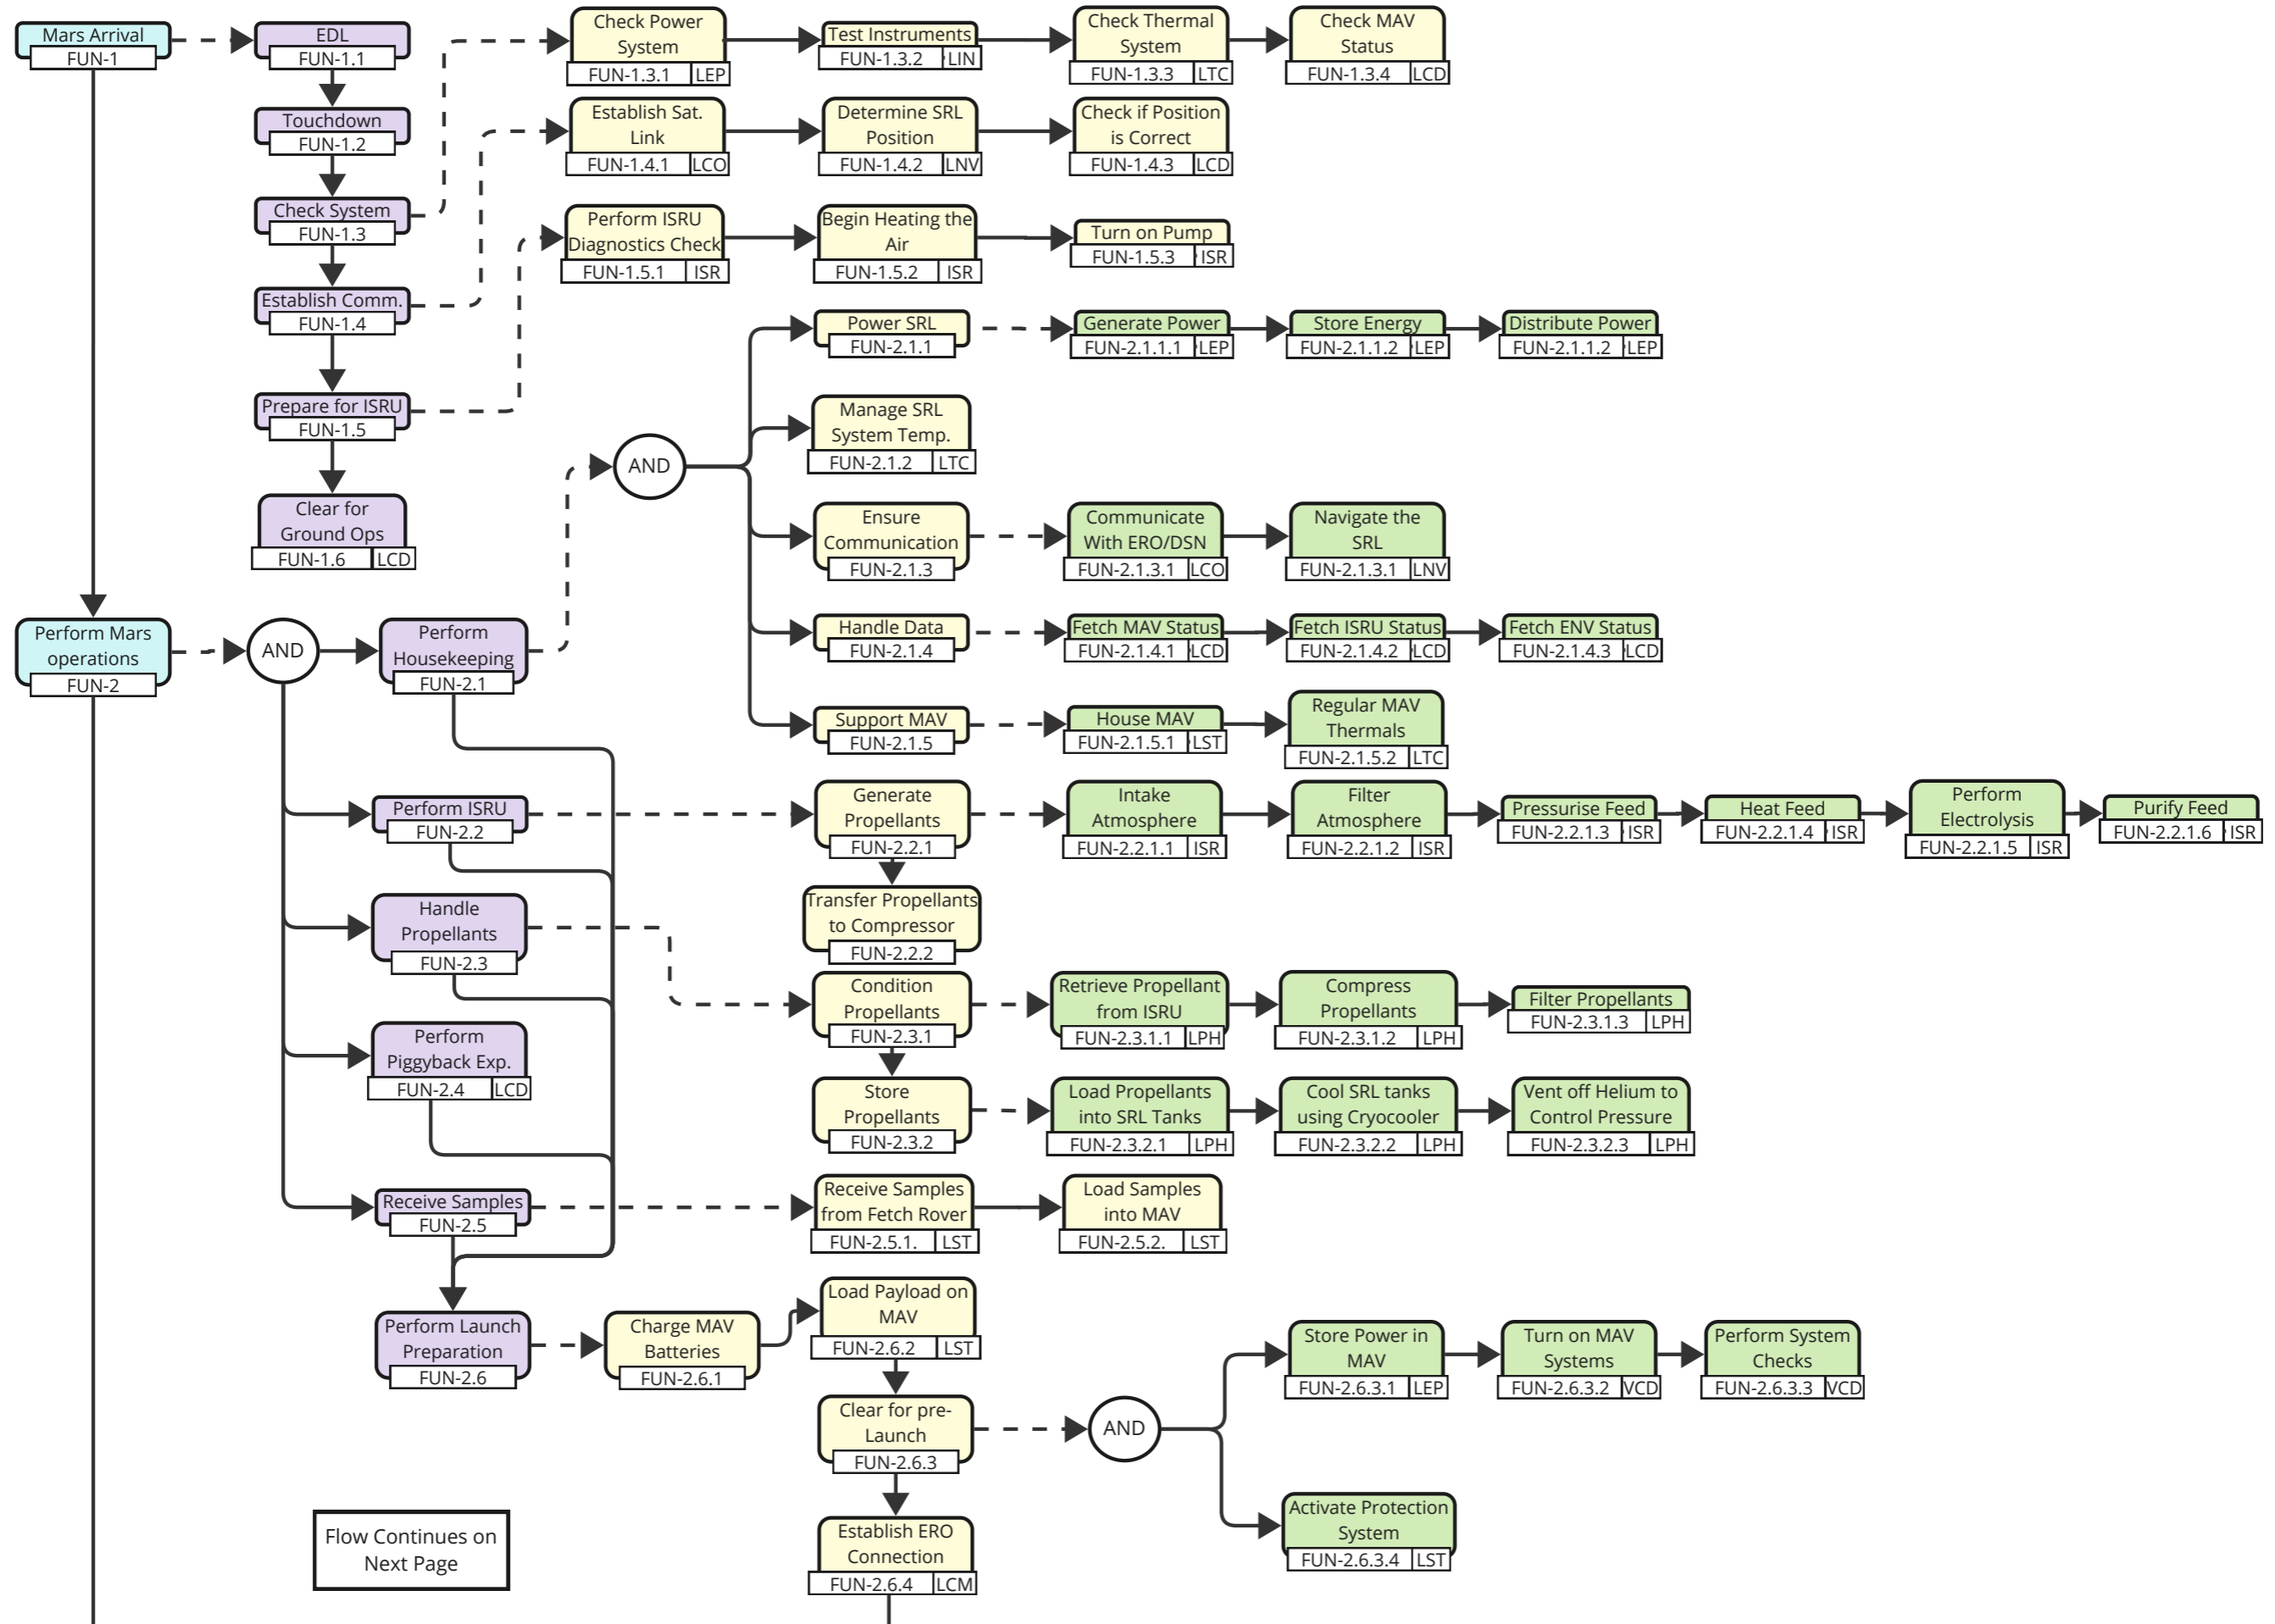 Mars Arrival
FUN-1
EDL
FUN-1.1
Touchdown
FUN-1.2
Check System
FUN-1.3
Establish Comm.
FUN-1.4
Prepare for ISRU
FUN-1.5
Clear for
Ground Ops
FUN-1.6 LCD
Check Power
System
FUN-1.3.1 LEP
Test Instruments
FUN-1.3.2 LIN
Check Thermal
System
FUN-1.3.3 LTC
Check MAV
Status
FUN-1.3.4 LCD
Establish Sat.
Link
FUN-1.4.1 LCO
Determine SRL
Position
FUN-1.4.2 LNV
Check if Position
is Correct
FUN-1.4.3 LCD
Perform ISRU
Diagnostics Check
FUN-1.5.1 ISR
Begin Heating the
Air
FUN-1.5.2 ISR
Turn on Pump
FUN-1.5.3 ISR
Perform Mars
operations
FUN-2
AND
Perform
Housekeeping
FUN-2.1
AND
Power SRL
FUN-2.1.1
Generate Power
FUN-2.1.1.1 LEP
Store Energy
FUN-2.1.1.2 LEP
Distribute Power
FUN-2.1.1.2 LEP
Manage SRL
System Temp.
FUN-2.1.2 LTC
Ensure
Communication
FUN-2.1.3
Communicate
With ERO/DSN
FUN-2.1.3.1 LCO
Navigate the
SRL
FUN-2.1.3.1 LNV
Handle Data
FUN-2.1.4
Fetch MAV Status
FUN-2.1.4.1 LCD
Fetch ISRU Status
FUN-2.1.4.2 LCD
Fetch ENV Status
FUN-2.1.4.3 LCD
Support MAV
FUN-2.1.5
House MAV
FUN-2.1.5.1 LST
Regular MAV
Thermals
FUN-2.1.5.2 LTC
Perform ISRU
FUN-2.2
Generate
Propellants
FUN-2.2.1
Intake
Atmosphere
FUN-2.2.1.1 ISR
Filter
Atmosphere
FUN-2.2.1.2 ISR
Pressurise Feed
FUN-2.2.1.3 ISR
Heat Feed
FUN-2.2.1.4 ISR
Perform
Electrolysis
FUN-2.2.1.5 ISR
Purify Feed
FUN-2.2.1.6 ISR
Transfer Propellants
to Compressor
FUN-2.2.2
Handle
Propellants
FUN-2.3
Condition
Propellants
FUN-2.3.1
Retrieve Propellant
from ISRU
FUN-2.3.1.1 LPH
Compress
Propellants
FUN-2.3.1.2 LPH
Filter Propellants
FUN-2.3.1.3 LPH
Store
Propellants
FUN-2.3.2
Load Propellants
into SRL Tanks
FUN-2.3.2.1 LPH
Cool SRL tanks
using Cryocooler
FUN-2.3.2.2 LPH
Vent off Helium to
Control Pressure
FUN-2.3.2.3 LPH
Perform
Piggyback Exp.
FUN-2.4 LCD
Receive Samples
FUN-2.5
Receive Samples
from Fetch Rover
FUN-2.5.1. LST
Load Samples
into MAV
FUN-2.5.2. LST
Perform Launch
Preparation
FUN-2.6
Charge MAV
Batteries
FUN-2.6.1
Load Payload on
MAV
FUN-2.6.2 LST
Clear for pre-
Launch
FUN-2.6.3
AND
Store Power in
MAV
FUN-2.6.3.1 LEP
Turn on MAV
Systems
FUN-2.6.3.2 VCD
Perform System
Checks
FUN-2.6.3.3 VCD
Activate Protection
System
FUN-2.6.3.4 LST
Establish ERO
Connection
FUN-2.6.4 LCM
Flow Continues on
Next Page